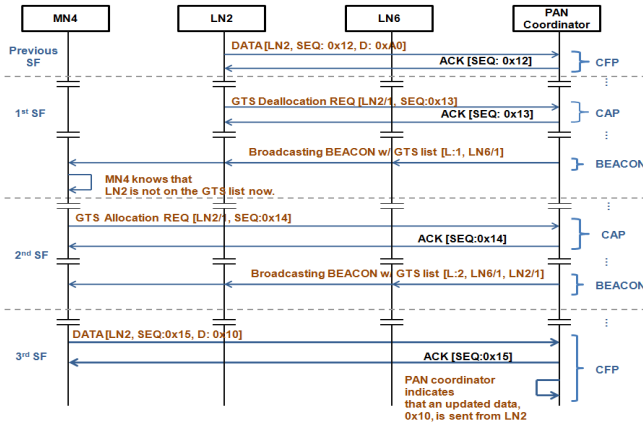 MN4
LN2
LN6
PAN
Coordinator
Previous
SF
DATA [LN2, SEQ: 0x12, D: 0xA0]
ACK [SEQ: 0x12]
CFP
1st SF
GTS Deallocation REQ [LN2/1, SEQ:0x13]
ACK [SEQ: 0x13]
CAP
Broadcasting BEACON w/ GTS list [L:1, LN6/1]
BEACON
MN4 knows that
LN2 is not on the GTS list now.
2nd SF
GTS Allocation REQ [LN2/1, SEQ:0x14]
ACK [SEQ:0x14]
CAP
Broadcasting BEACON w/ GTS list [L:2, LN6/1, LN2/1]
BEACON
3rd SF
DATA[LN2, SEQ:0x15, D: 0x10]
ACK [SEQ:0x15]
CFP
PAN coordinator
indicates
that an updated data,
0x10, is sent from LN2